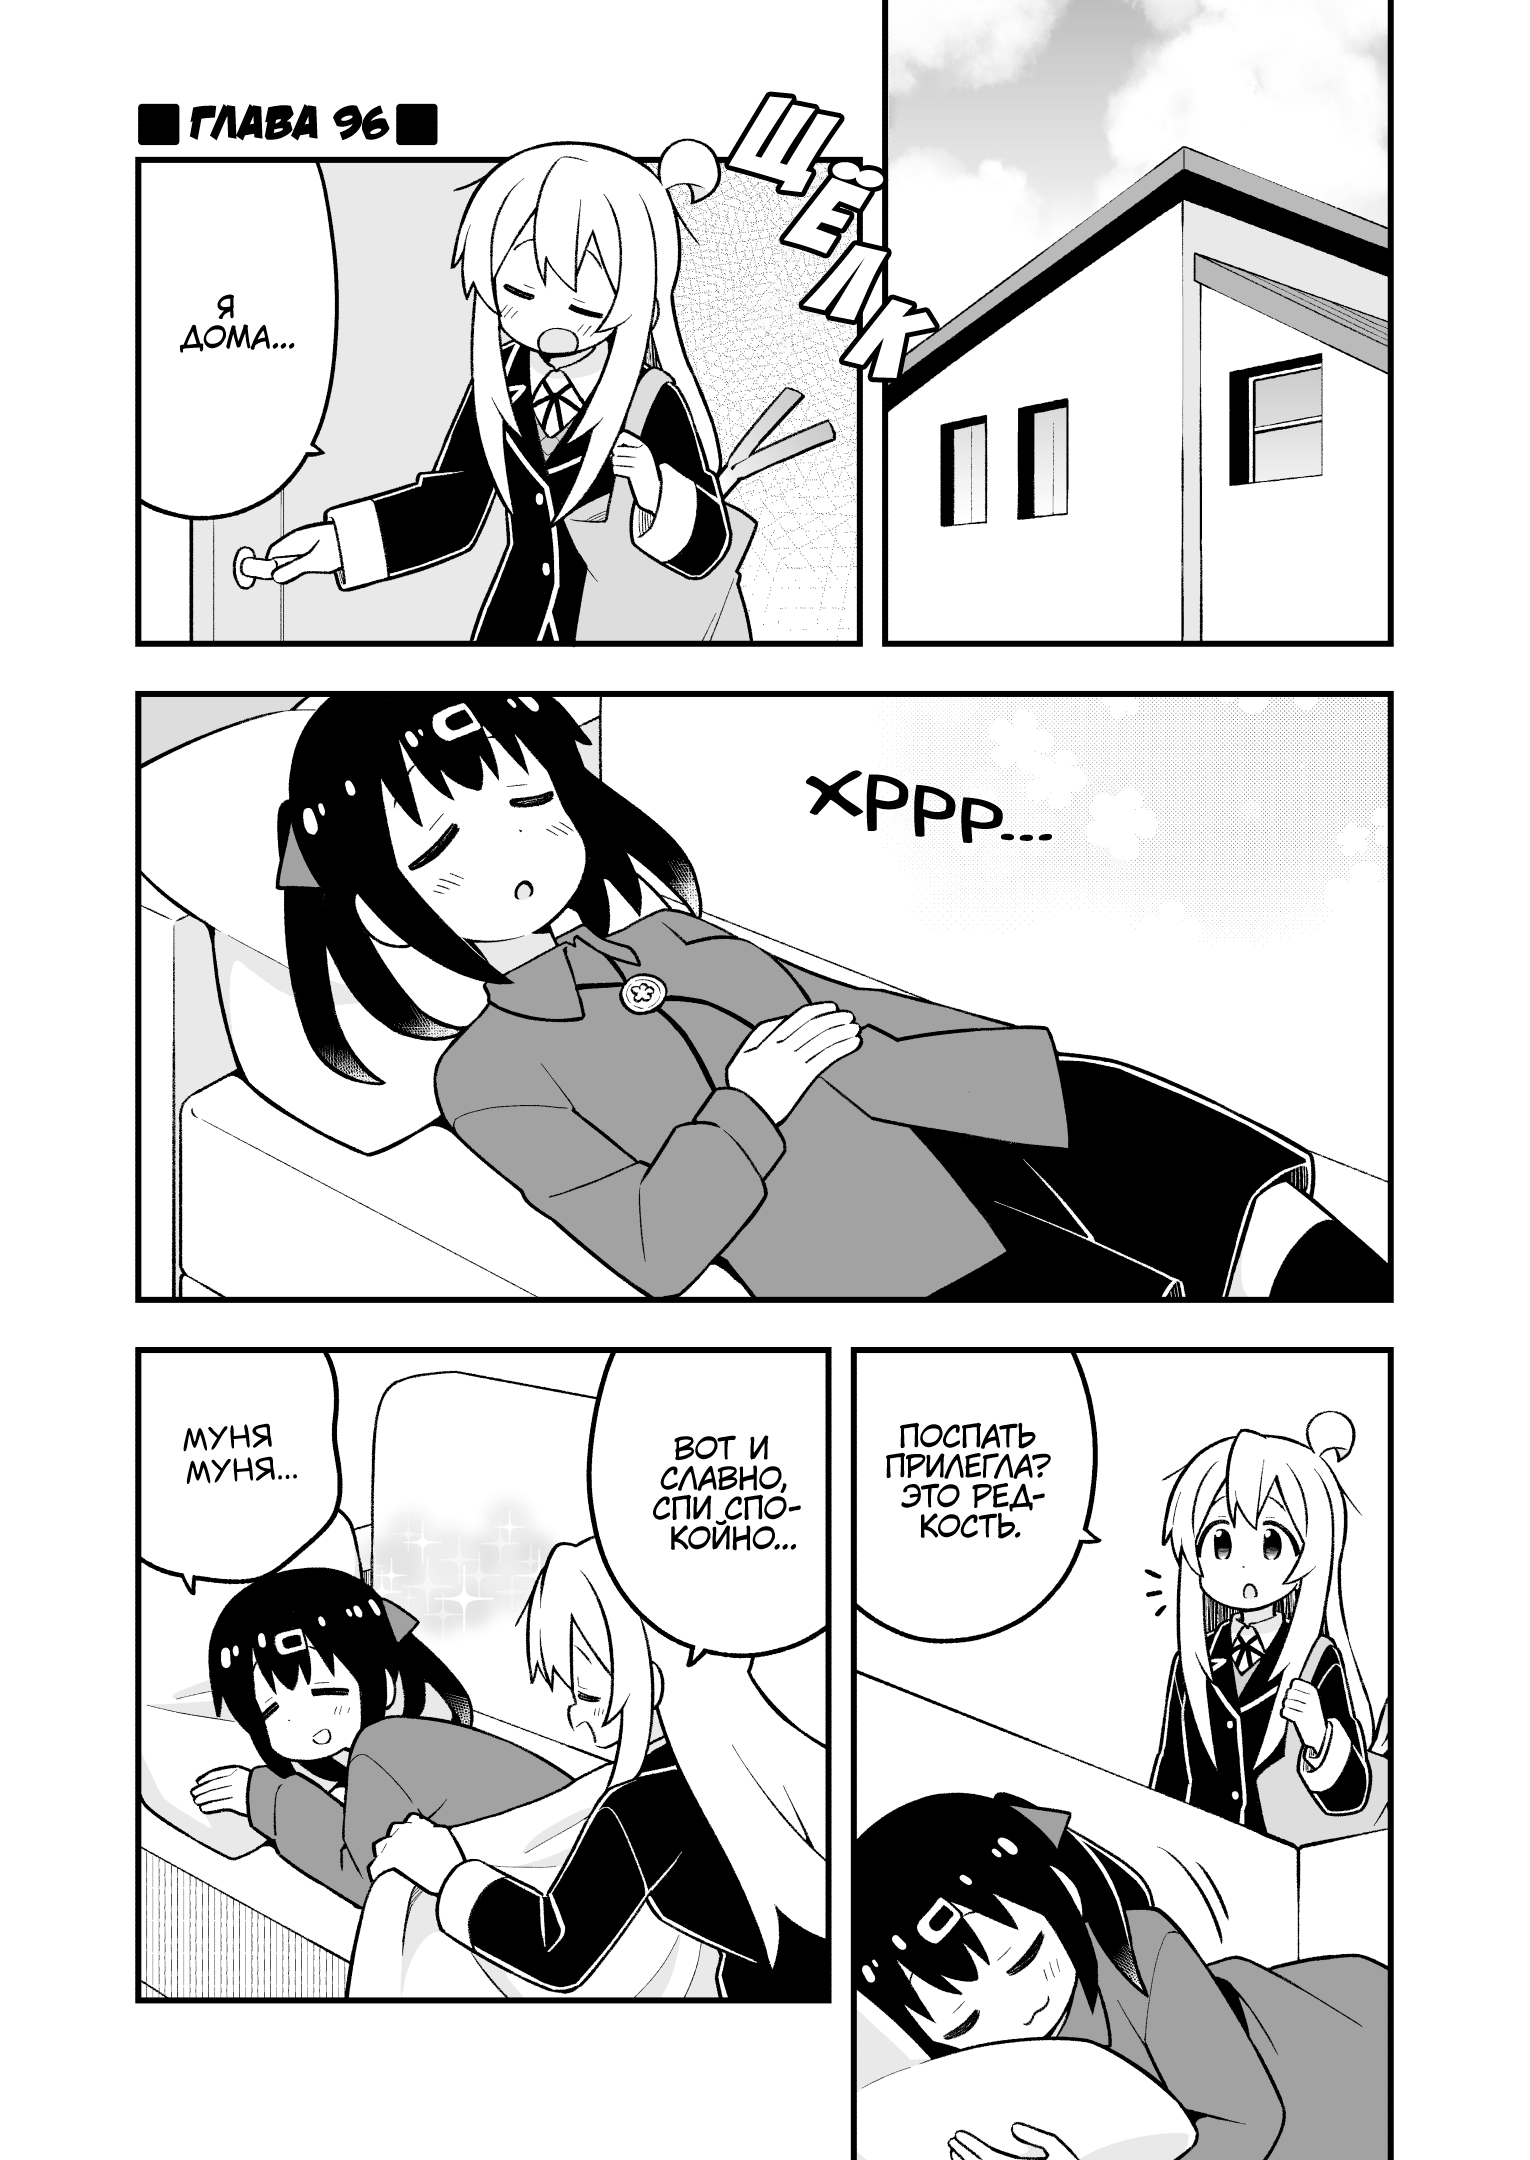 ГЛАВА 96
ЩЁЛК
Я
ДОМА...
ХРРР...
ПОСПАТЬ
ПРИЛЕГЛА?
ЭТО РЕД-
КОСТЬ.
ВОТ И
СЛАВНО,
СПИ СПО-
КОЙНО...
МУНЯ
МУНЯ...